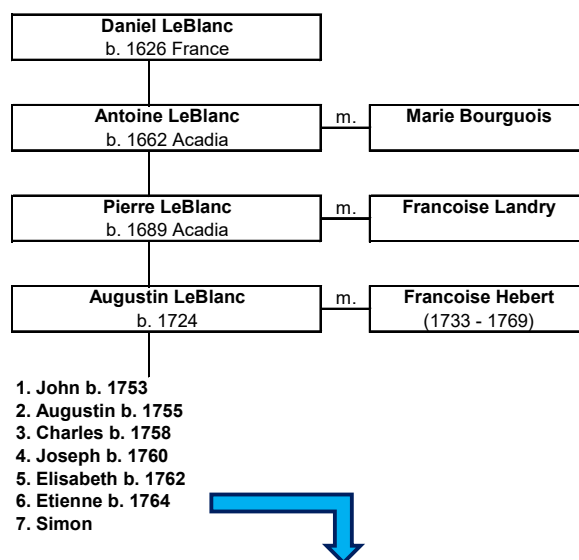 Daniel LeBlanc
b. 1626 France
Antoine LeBlanc
b. 1662 Acadia
m.
Marie Bourguois
Pierre LeBlanc
b. 1689 Acadia
m.
Francoise Landry
Augustin LeBlanc
b. 1724
m.
Francoise Hebert
(1733 - 1769)
1. John b. 1753
2. Augustin b. 1755
3. Charles b. 1758
4. Joseph b. 1760
5. Elisabeth b. 1762
6. Etienne b. 1764
7. Simon